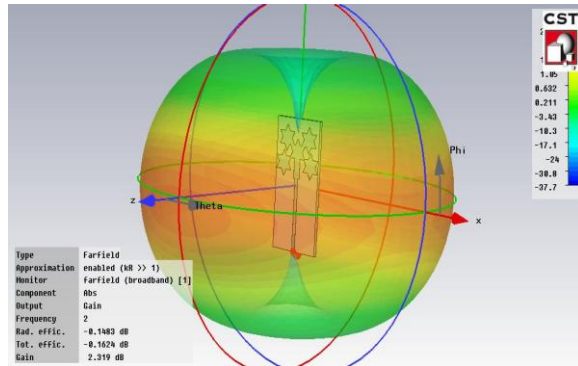 CST
2
1
1.05
0.632
0.211
-3.43
-10.3
-17.1
-24
-30.8
-37.7
Phi
z
Theta
x
Type Farfield
Approximation enabled (kR >> 1)
Monitor farfield (broadband) [1]
Component Abs
Output Gain
Frequency 2
Rad. effic. -0.1483 dB
Tot. effic. -0.1624 dB
Gain 2.319 dB